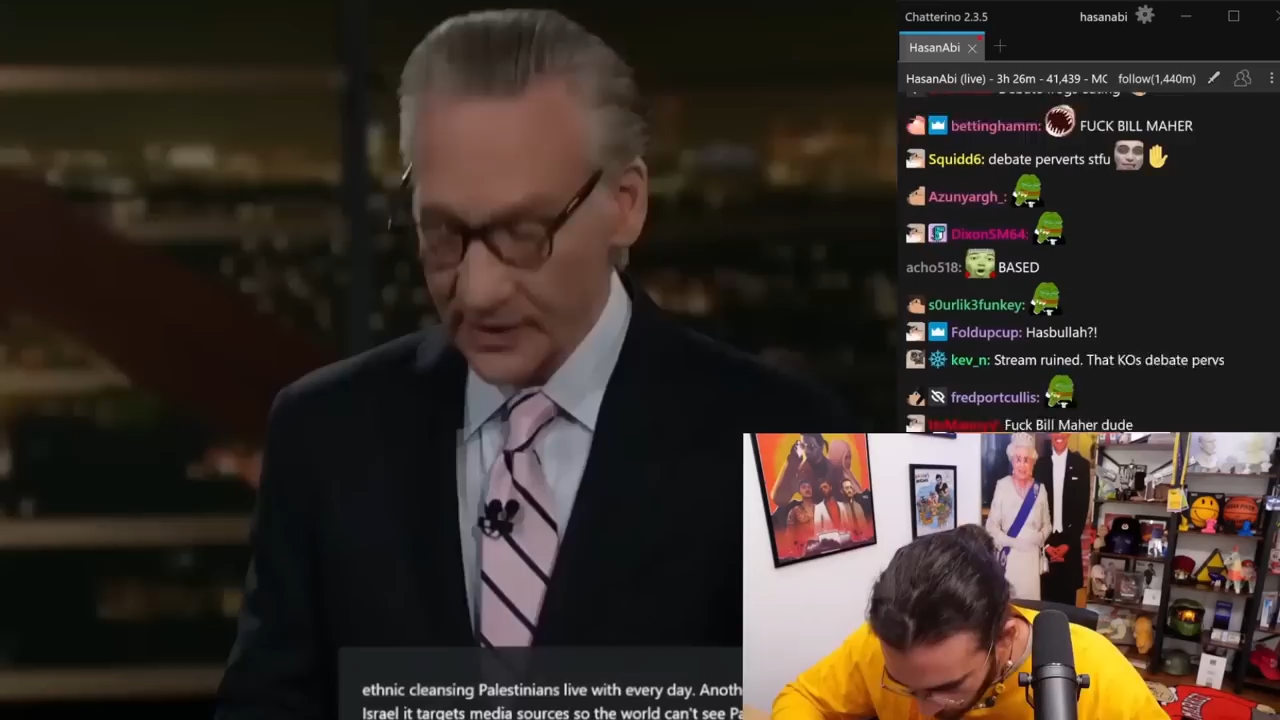 Chatterino 2.3.5
hasanabi
HasanAbi
HasanAbi (live) - 3h 26m - 41,439 - MC
follow(1,440m)
bettinghamm: FUCK BILL MAHER
Squidd6: debate perverts stfu
Azunyargh_:
DixonSM64:
acho518: BASED
s0urlik3funkey:
Foldupcup: Hasbullah?!
kev_n: Stream ruined. That KOs debate pervs
fredportcullis:
Fuck Bill Maher dude
ethnic cleansing Palestinians live with every day. Anoth
Israel it targets media sources so the world can't see Pa